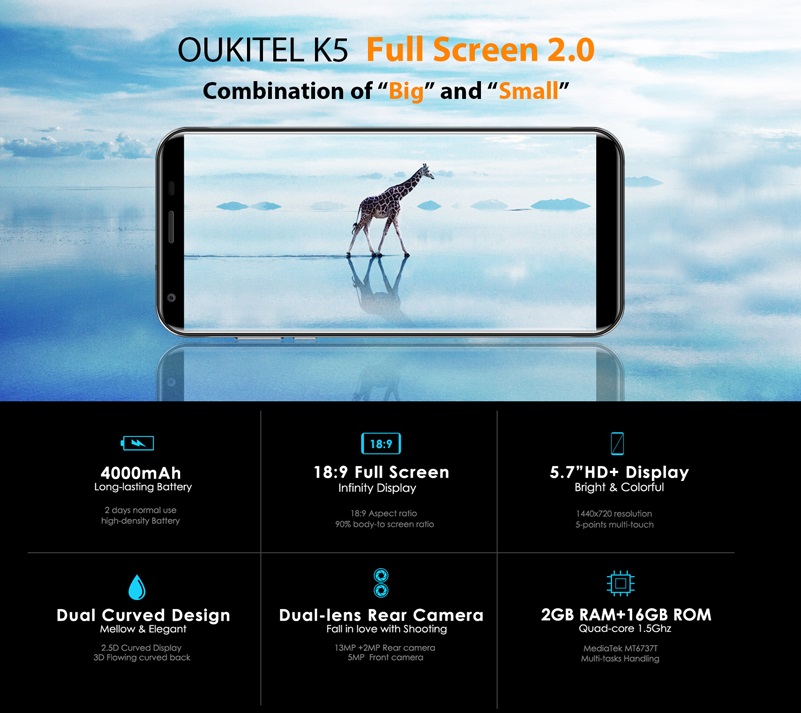 OUKITEL K5 Full Screen 2.0
Combination of “Big” and “Small”
4000mAh
Long-lasting Battery
2 days normal use
high-density Battery
18:9
18:9 Full Screen
Infinity Display
18:9 Aspect ratio
90% body-to screen ratio
5.7”HD+ Display
Bright & Colorful
1440x720 resolution
5-points multi-touch
Dual Curved Design
Mellow & Elegant
2.5D Curved Display
3D Flowing curved back
Dual-lens Rear Camera
Fall in love with Shooting
13MP +2MP Rear camera
5MP Front camera
2GB RAM+16GB ROM
Quad-core 1.5Ghz
MediaTek MT6737T
Multi-tasks Handling